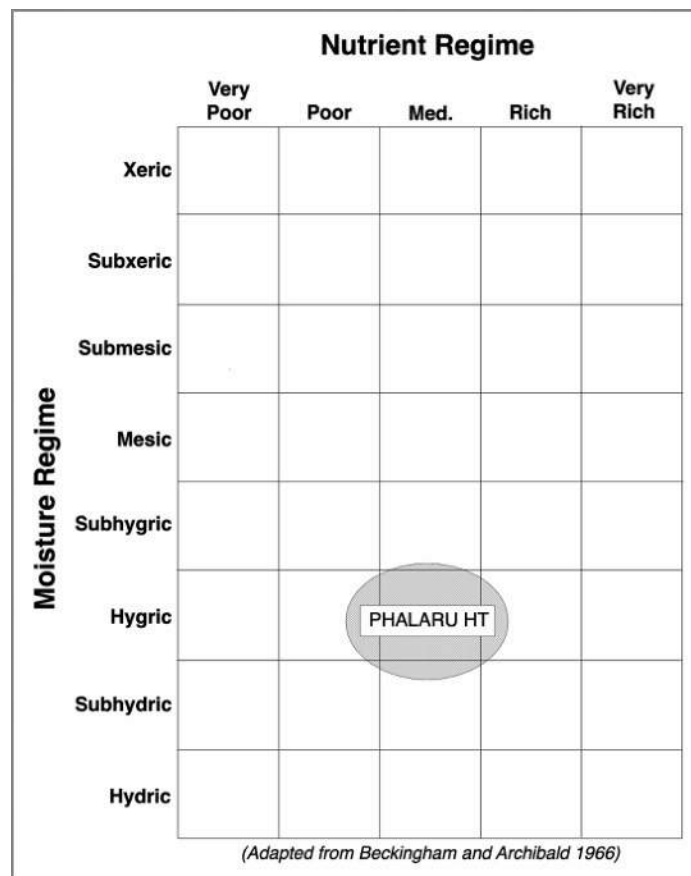 Nutrient Regime
Very
Poor
Poor
Med.
Rich
Very
Rich
Moisture Regime
Xeric
Subxeric
Submesic
Mesic
Subhygric
Hygric
PHALARU HT
Subhydric
Hydric
(Adapted from Beckingham and Archibald 1966)